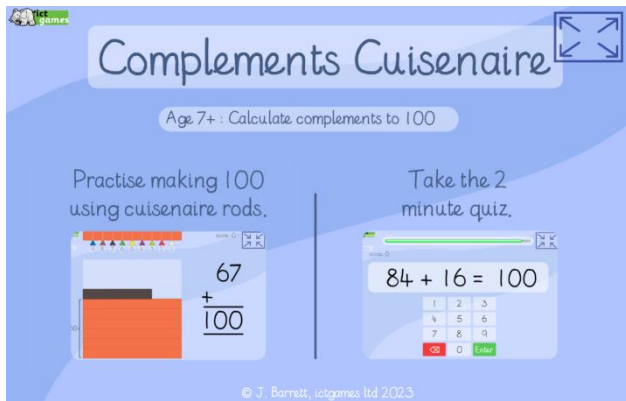 ict
games
Complements Cuisenaire
Age 7+ : Calculate complements to 100
Practise making 100
using cuisenaire rods.
67
+
100
Take the 2
minute quiz.
84 + 16 = 100
1 2 3
4 5 6
7 8 9
0 Enter
© J. Barrett, ictgames ltd 2023